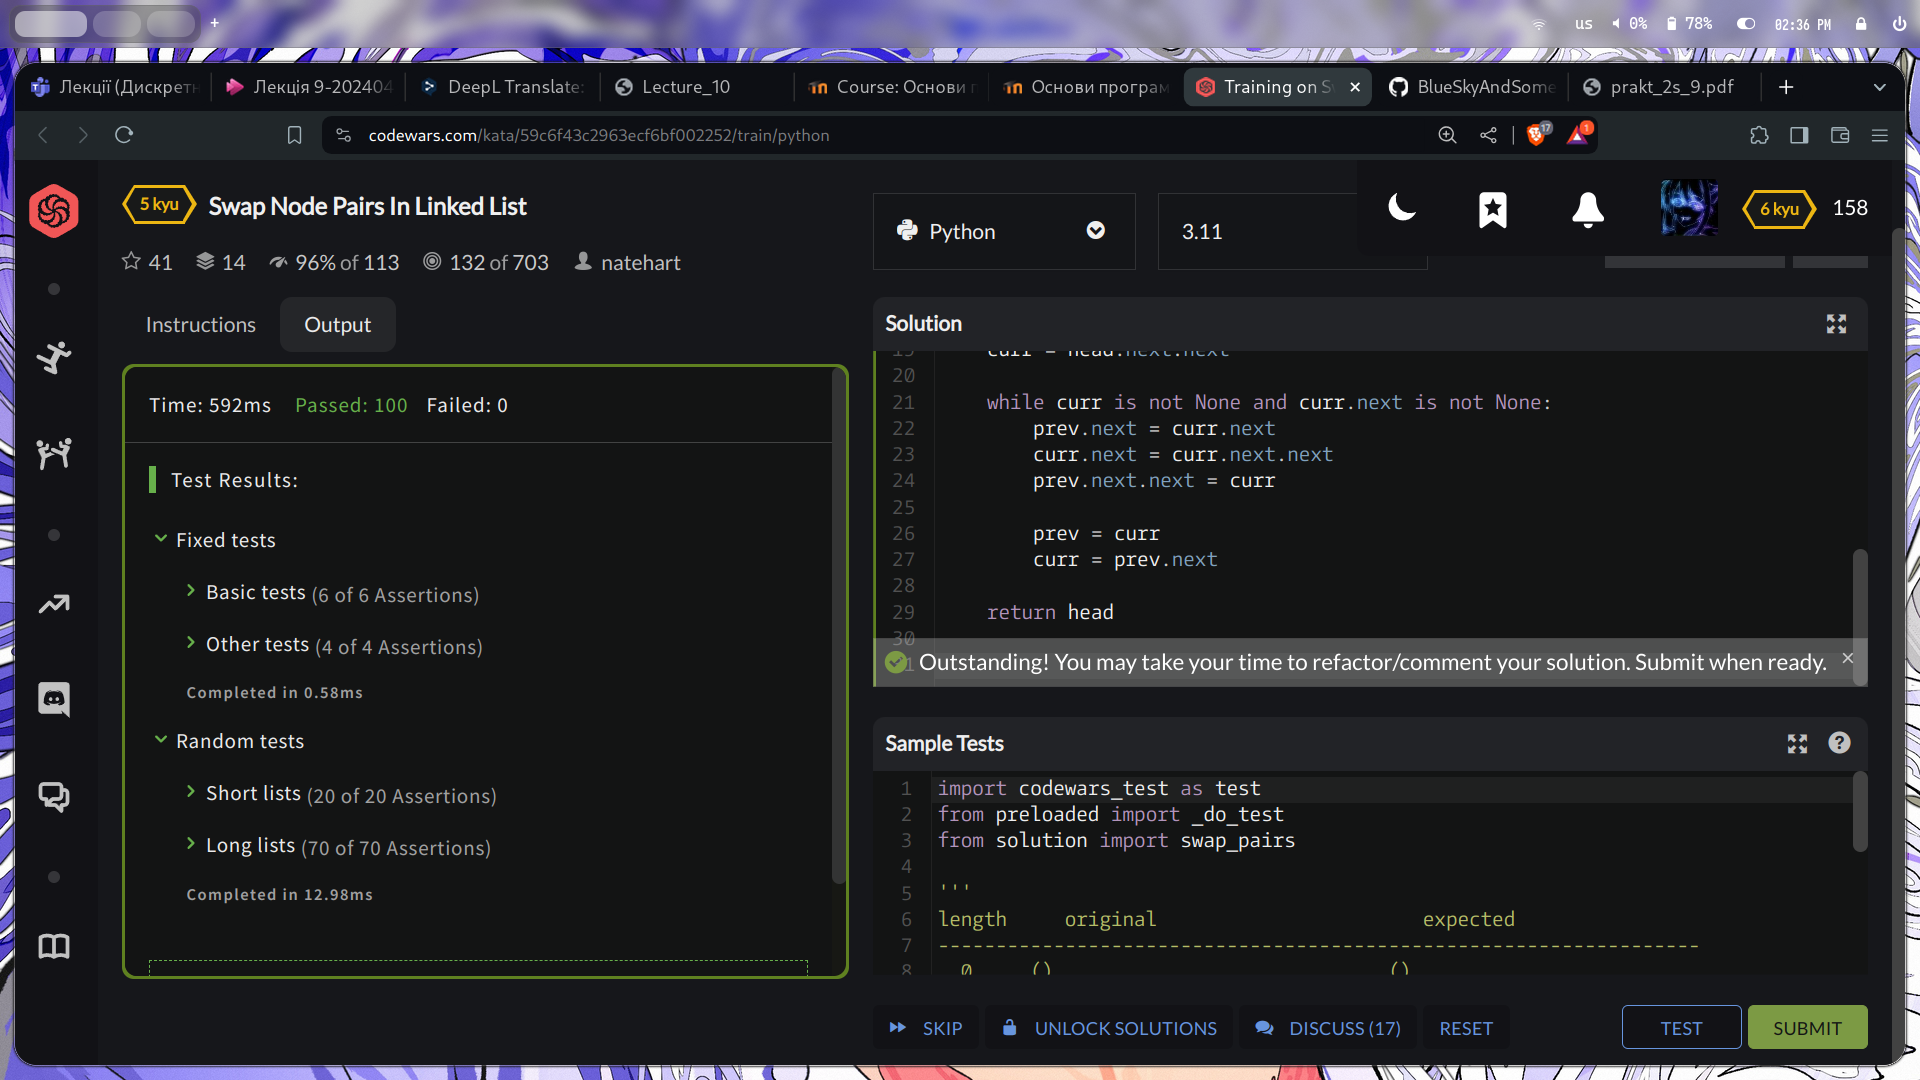 +
us 0% 78% 02:36 PM
Лекції (Дискретн
Лекція 9-202404
DeepL Translate:
Lecture_10
Course: Основи п
Основи програм
Training on S
BlueSkyAndSome
prakt_2s_9.pdf
codewars.com/kata/59c6f43c2963ecf6bf002252/train/python
17
1
5 kyu
Swap Node Pairs In Linked List
41 14 96% of 113 132 of 703 natehart
Python
3.11
6 kyu
158
Instructions
Output
Time: 592ms Passed: 100 Failed: 0
Test Results:
Fixed tests
Basic tests (6 of 6 Assertions)
Other tests (4 of 4 Assertions)
Completed in 0.58ms
Random tests
Short lists (20 of 20 Assertions)
Long lists (70 of 70 Assertions)
Completed in 12.98ms
Solution
19 curr = head.next.next
20
21 while curr is not None and curr.next is not None:
22 prev.next = curr.next
23 curr.next = curr.next.next
24 prev.next.next = curr
25
26 prev = curr
27 curr = prev.next
28
29 return head
30
Outstanding! You may take your time to refactor/comment your solution. Submit when ready.
Sample Tests
1 import codewars_test as test
2 from preloaded import _do_test
3 from solution import swap_pairs
4
5 '''
6 length original expected
7 ------------------------------------------------------------------
8 0 () ()
SKIP
UNLOCK SOLUTIONS
DISCUSS (17)
RESET
TEST
SUBMIT